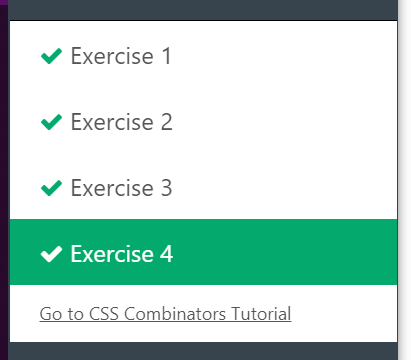 Exercise 1
Exercise 2
Exercise 3
Exercise 4
Go to CSS Combinators Tutorial